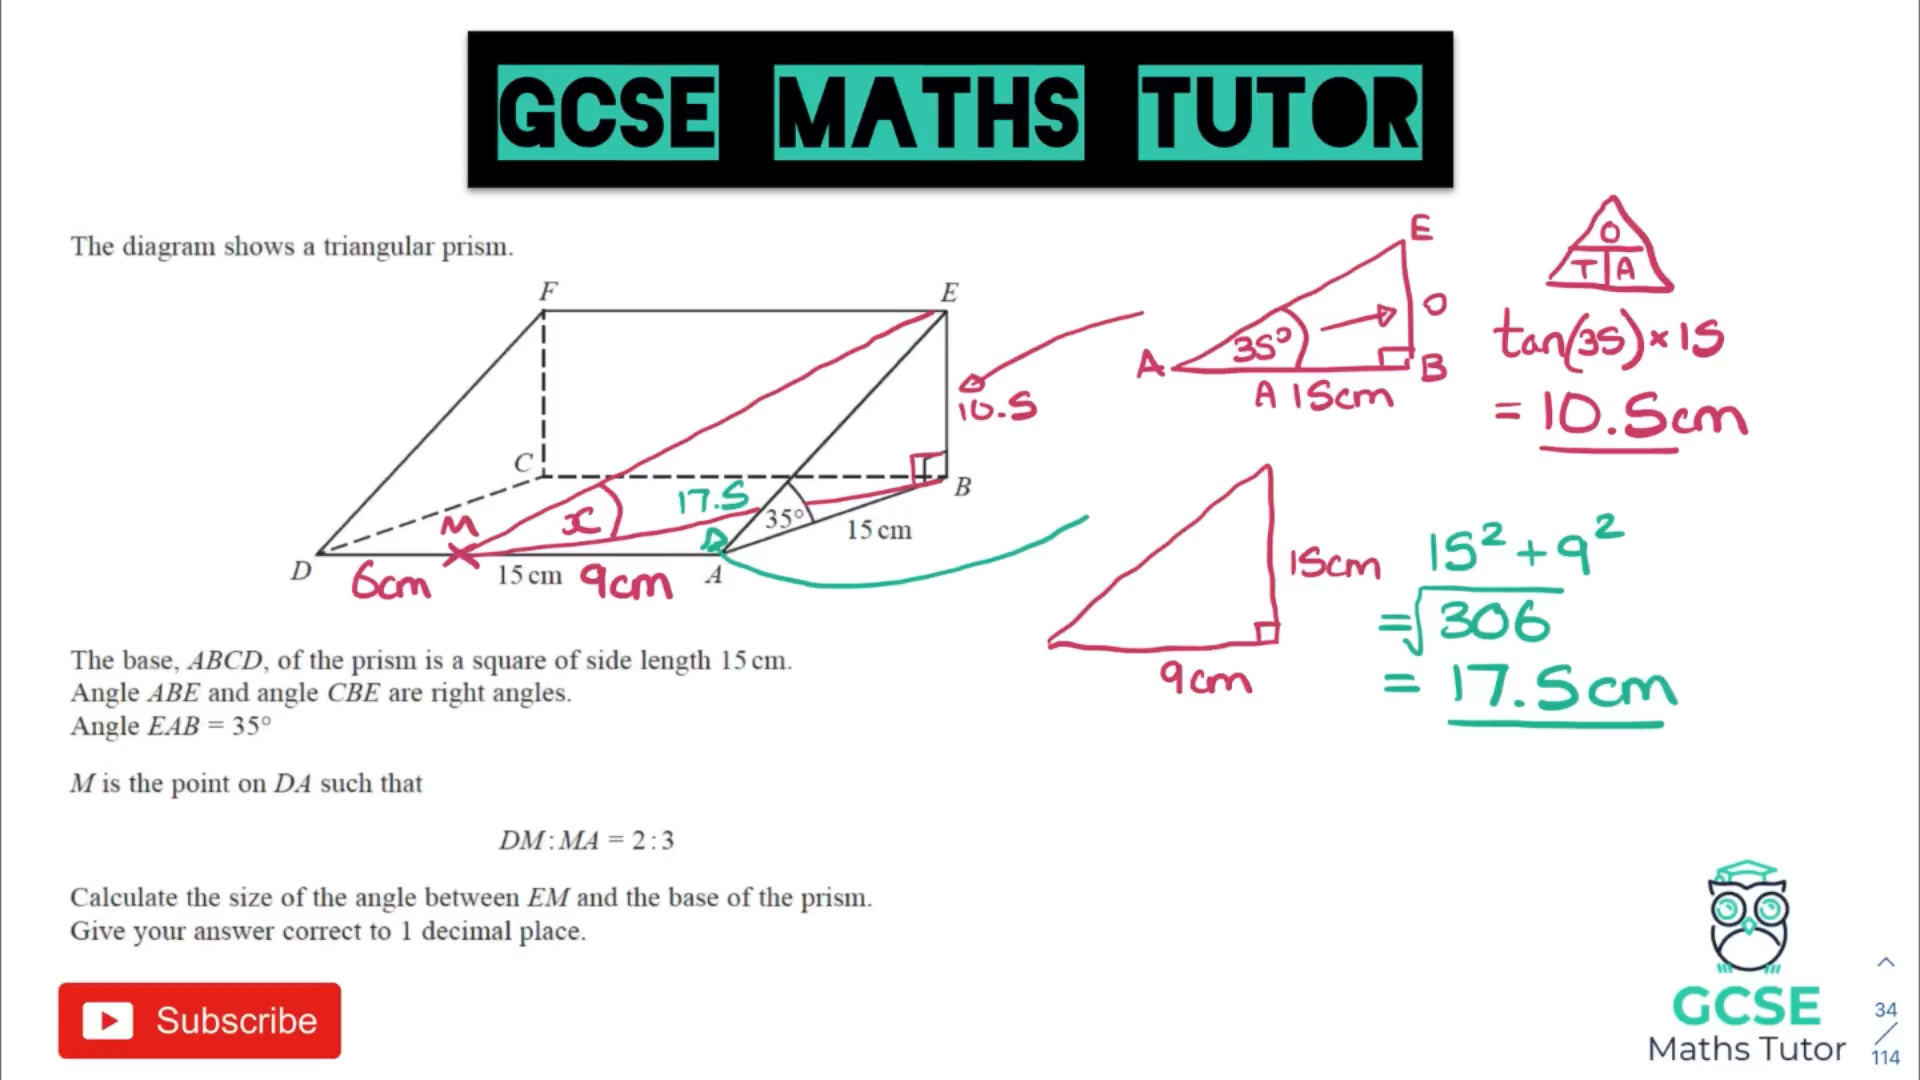 GCSE MATHS TUTOR
The diagram shows a triangular prism.
F
E
C
B
D
A
M
x
35°
15 cm
15 cm
6cm
9cm
17.5
10.5
A
E
B
35°
O
A 15cm
O
T A
tan(35)×15
= 10.5cm
15cm
9cm
15² + 9²
=√306
= 17.5cm
The base, ABCD, of the prism is a square of side length 15 cm.
Angle ABE and angle CBE are right angles.
Angle EAB = 35°
M is the point on DA such that
DM : MA = 2 : 3
Calculate the size of the angle between EM and the base of the prism.
Give your answer correct to 1 decimal place.
Subscribe
GCSE
Maths Tutor
34
/
114